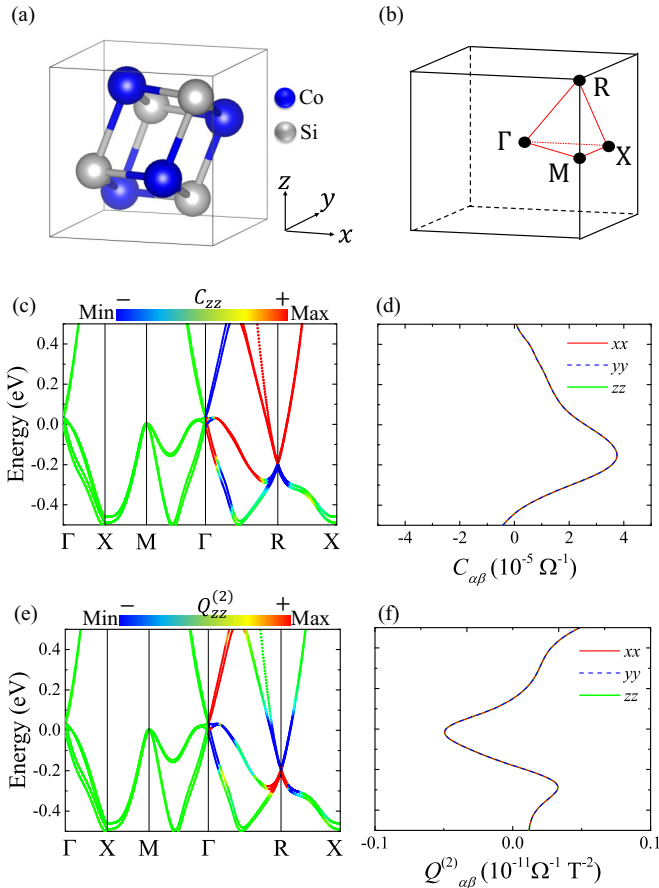 (a)
Co
Si
z
y
x
(b)
R
Γ
X
M
(c)
C_zz
Min − + Max
Energy (eV)
0.4
0.2
0.0
-0.2
-0.4
Γ X M Γ R X
(d)
xx
yy
zz
-4 -2 0 2 4
C_αβ (10^-5 Ω^-1)
(e)
Q_zz^(2)
Min − + Max
Energy (eV)
0.4
0.2
0.0
-0.2
-0.4
Γ X M Γ R X
(f)
xx
yy
zz
-0.1 0.0 0.1
Q^(2)_αβ (10^-11 Ω^-1 T^-2)